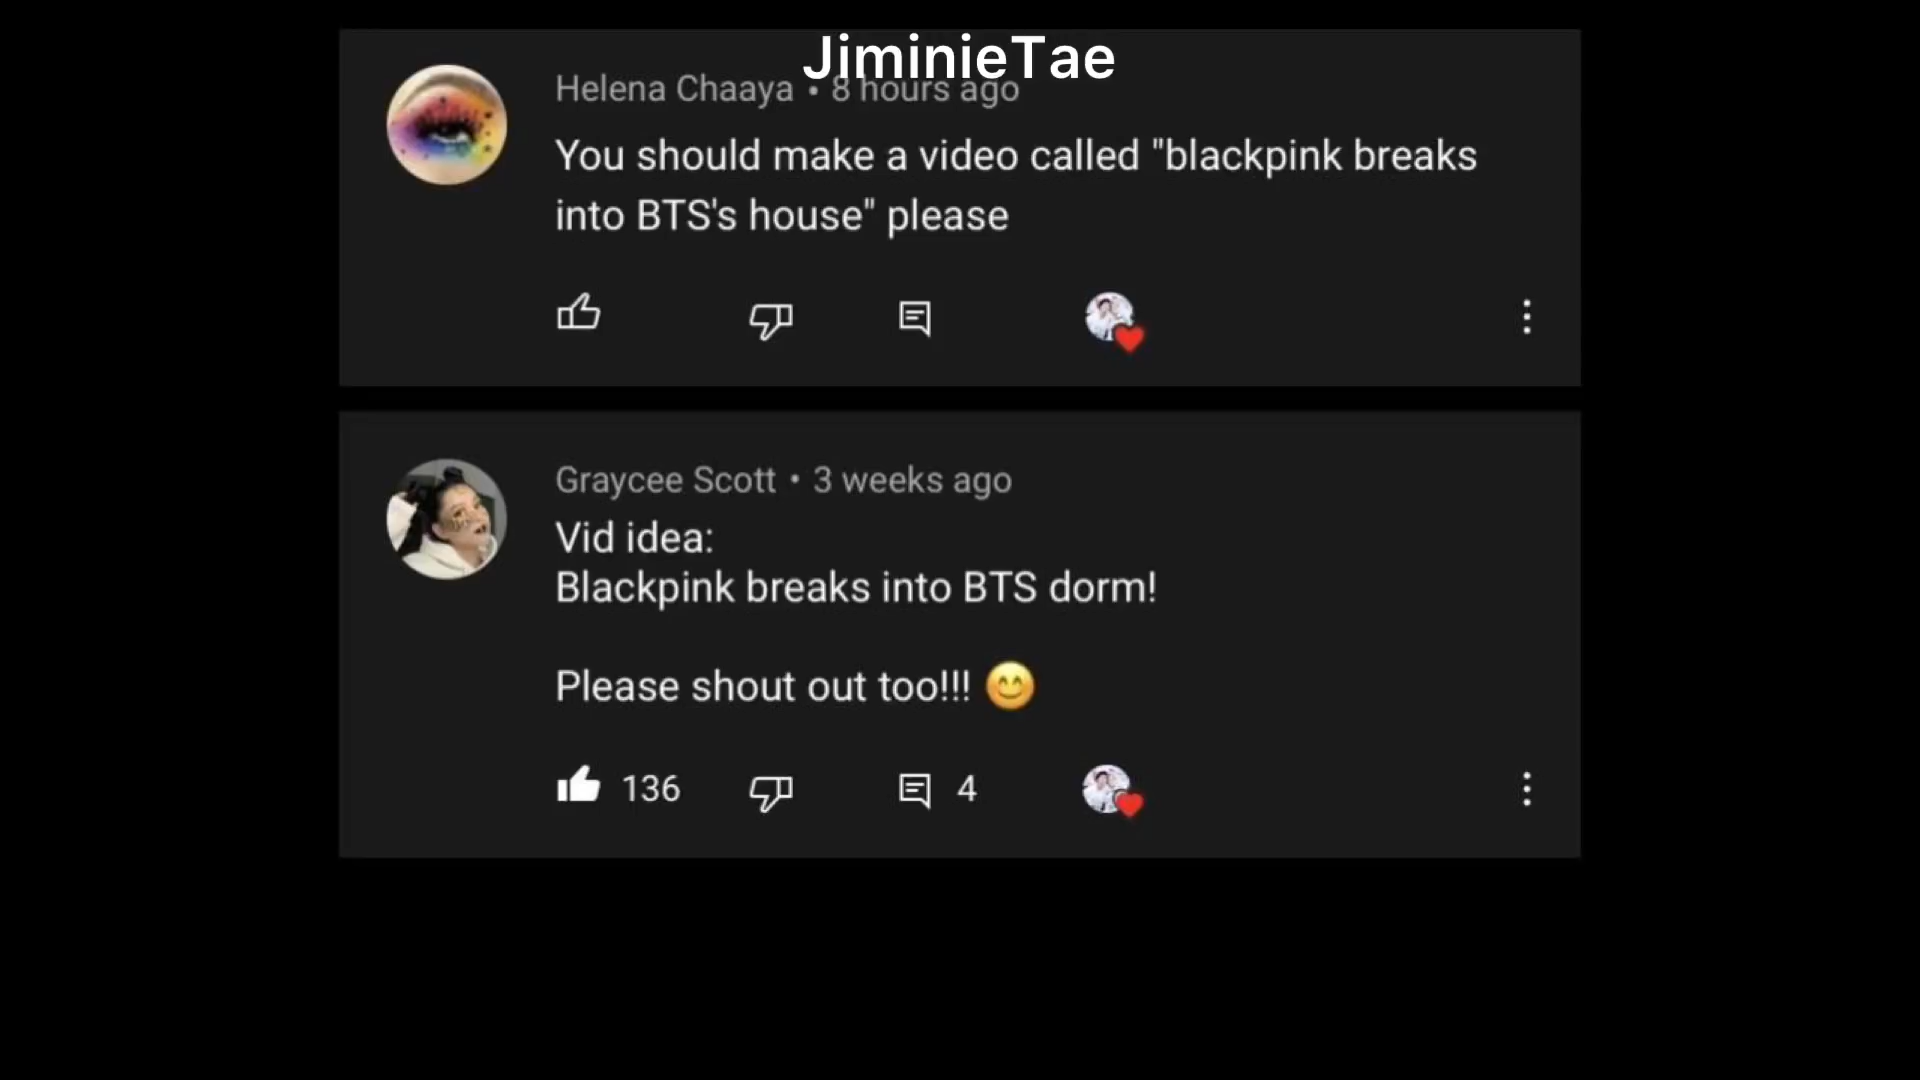 JiminieTae
Helena Chaaya • 8 hours ago
You should make a video called "blackpink breaks
into BTS's house" please
Graycee Scott • 3 weeks ago
Vid idea:
Blackpink breaks into BTS dorm!
Please shout out too!!! 😊
136
4